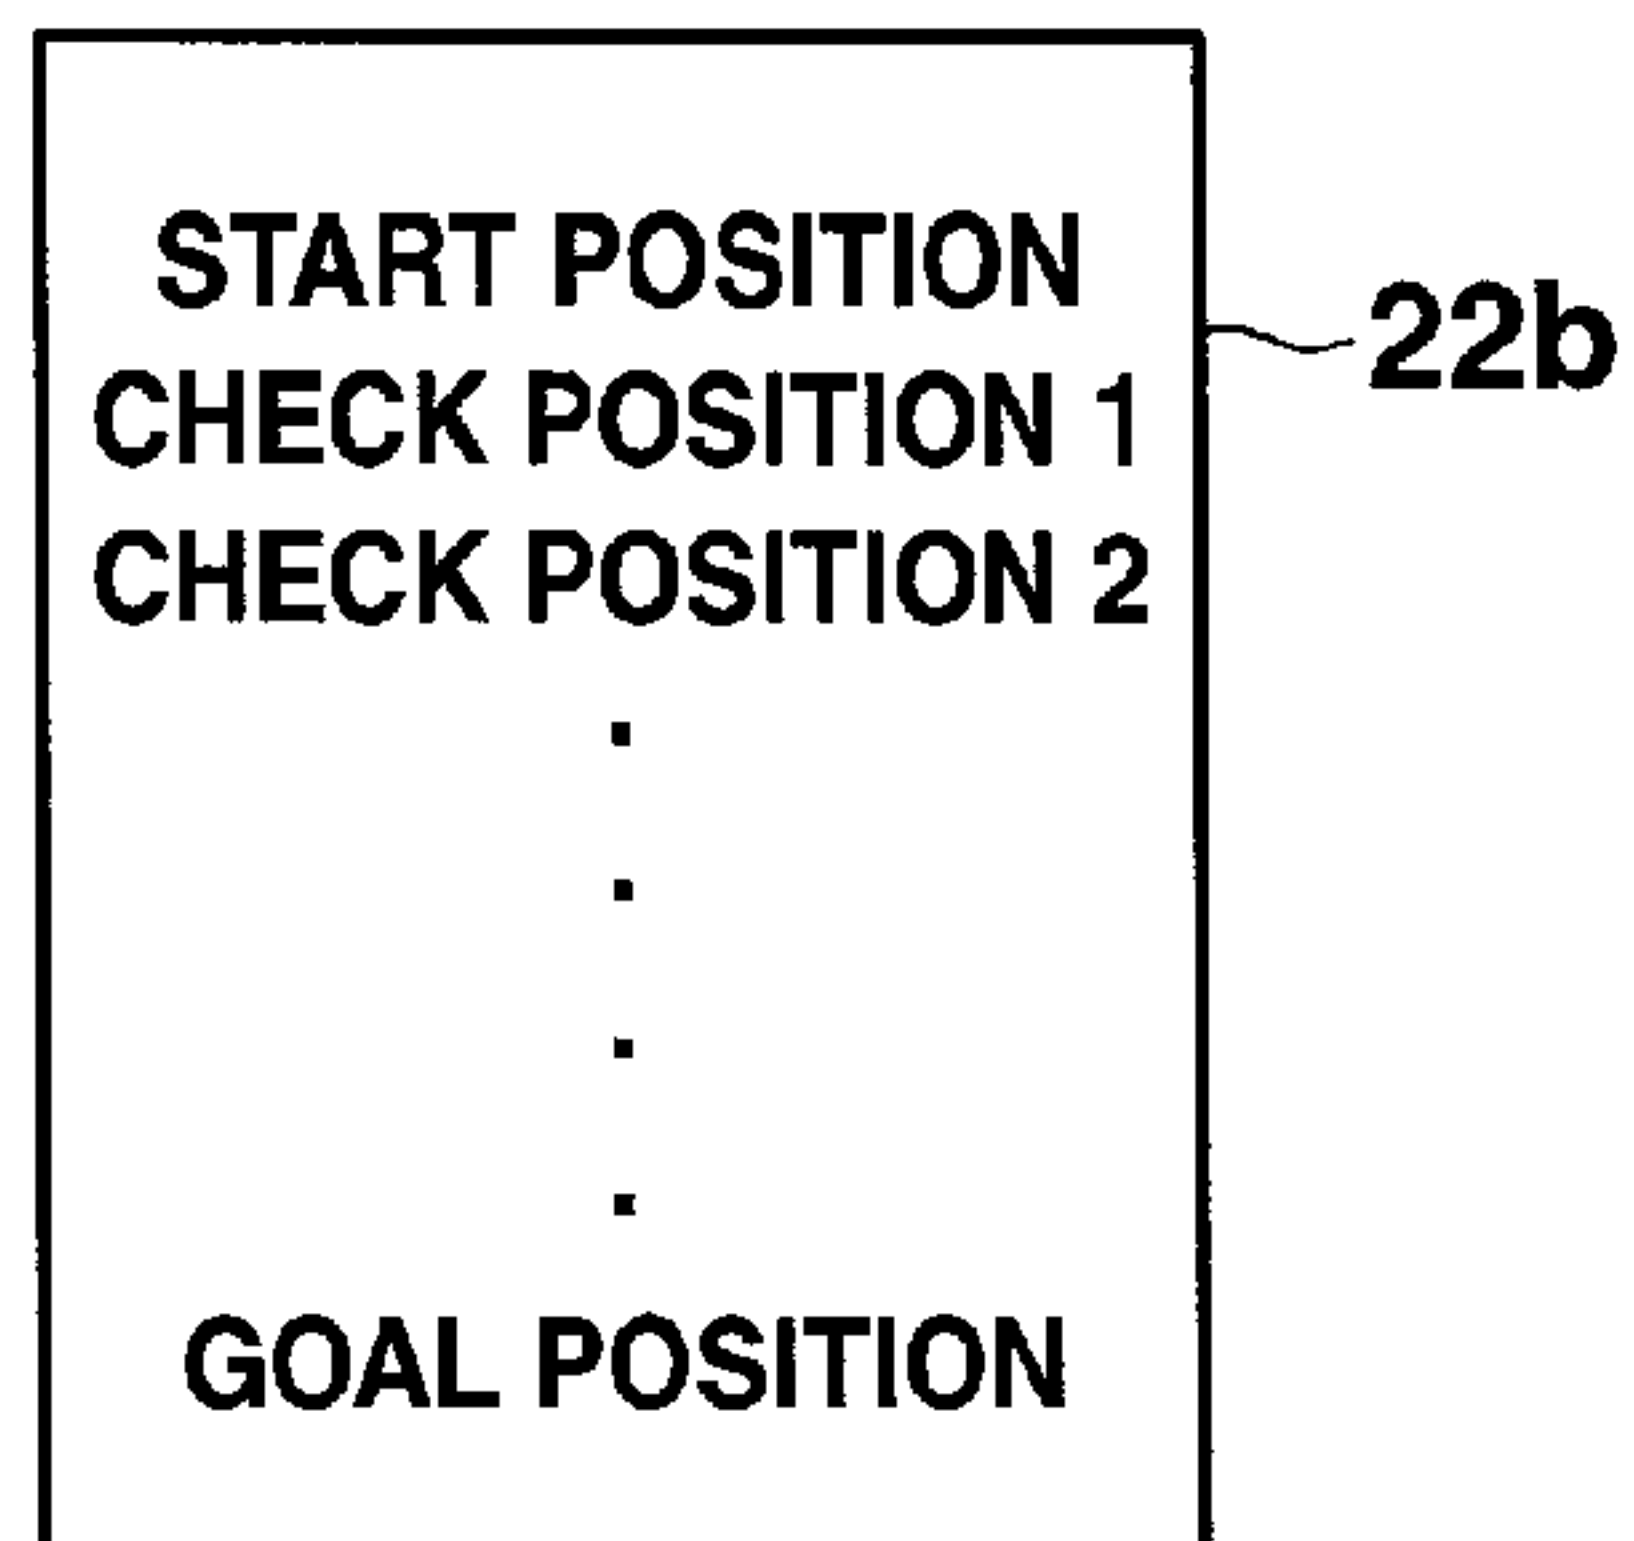 START POSITION
22b
CHECK POSITION 1
CHECK POSITION 2
.
.
.
.
GOAL POSITION